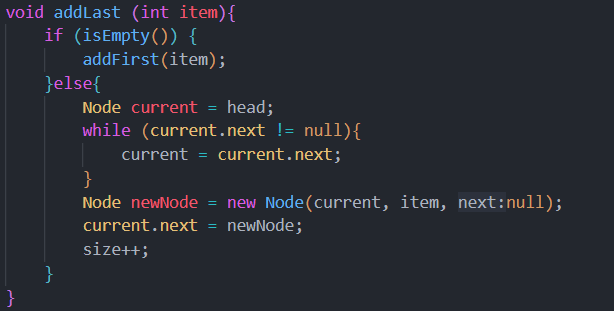 void addLast (int item){
    if (isEmpty()) {
        addFirst(item);
    }else{
        Node current = head;
        while (current.next != null){
            current = current.next;
        }
        Node newNode = new Node(current, item, next:null);
        current.next = newNode;
        size++;
    }
}